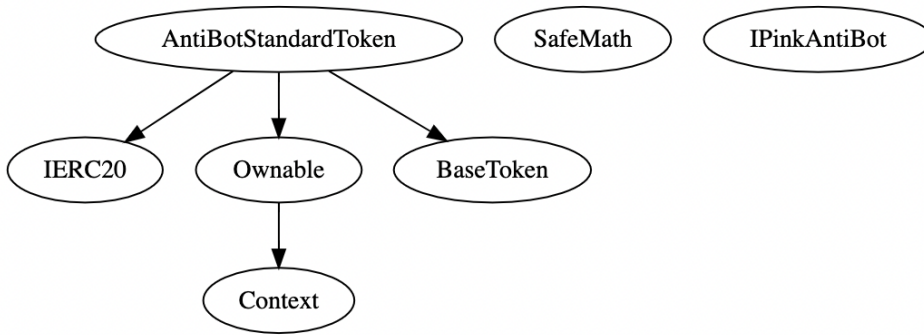 AntiBotStandardToken
SafeMath
IPinkAntiBot
IERC20
Ownable
BaseToken
Context